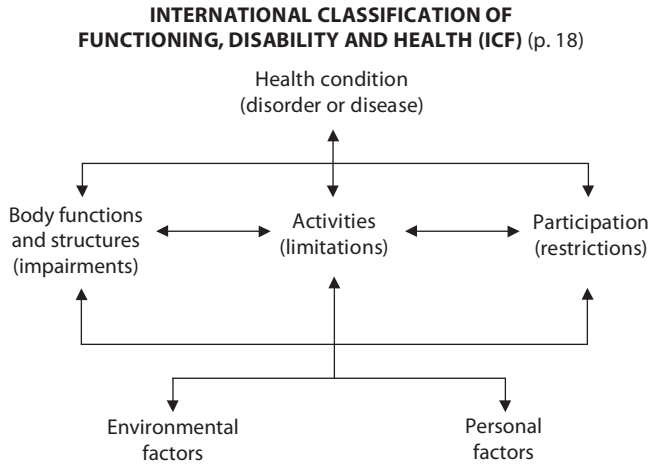 INTERNATIONAL CLASSIFICATION OF
FUNCTIONING, DISABILITY AND HEALTH (ICF) (p. 18)
Health condition
(disorder or disease)
Body functions
and structures
(impairments)
Activities
(limitations)
Participation
(restrictions)
Environmental
factors
Personal
factors